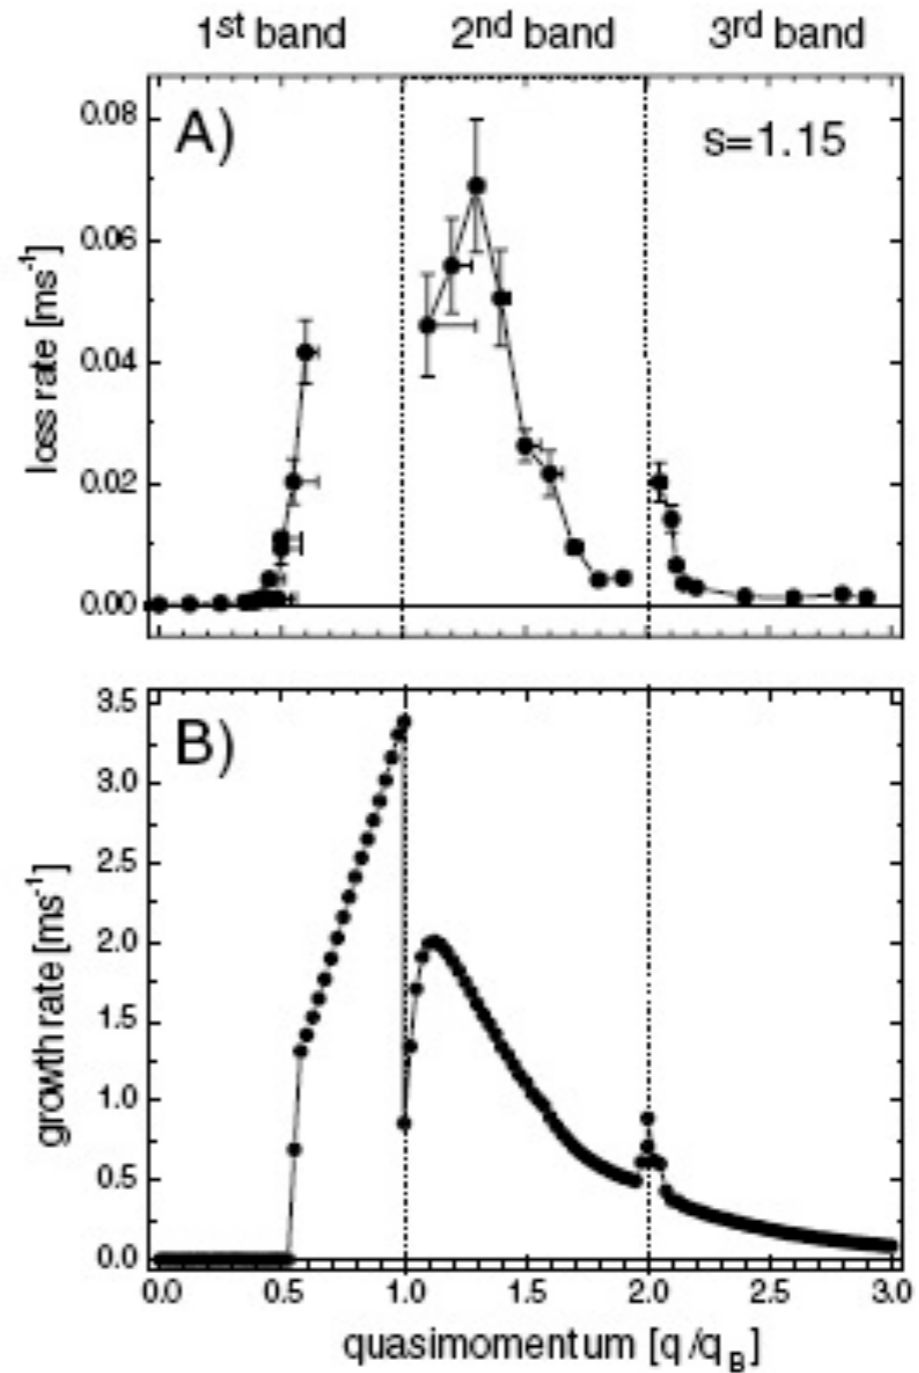 1st band 2nd band 3rd band
A) s=1.15
loss rate [ms-1]
0.08
0.06
0.04
0.02
0.00
B)
growth rate [ms-1]
3.5
3.0
2.5
2.0
1.5
1.0
0.5
0.0
0.0 0.5 1.0 1.5 2.0 2.5 3.0
quasimomentum [q/qB]